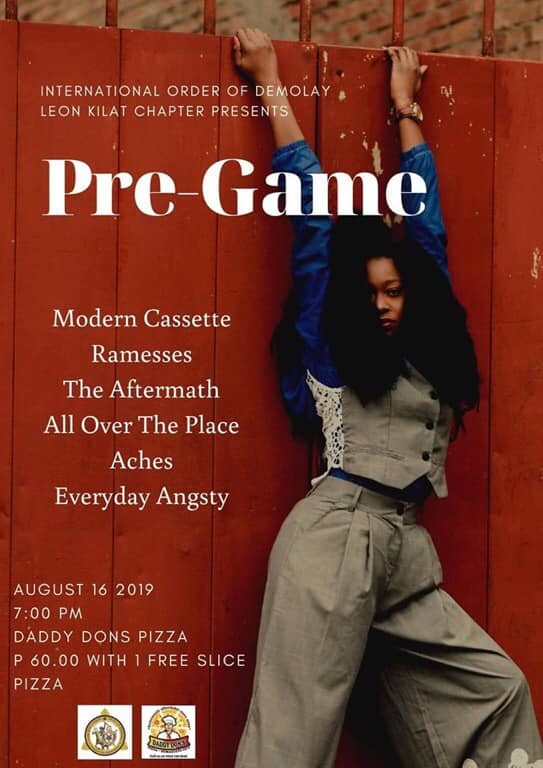 INTERNATIONAL ORDER OF DEMOLAY
LEON KILAT CHAPTER PRESENTS
Pre-Game
Modern Cassette
Ramesses
The Aftermath
All Over The Place
Aches
Everyday Angsty
AUGUST 16 2019
7:00 PM
DADDY DONS PIZZA
P 60.00 WITH 1 FREE SLICE
PIZZA
DADDY DON'S